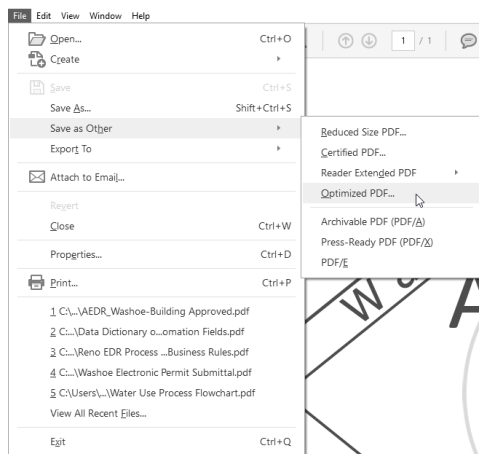 File Edit View Window Help
Open... Ctrl+O
Create
1 / 1
Save Ctrl+S
Save As... Shift+Ctrl+S
Save as Other
Reduced Size PDF...
Export To
Certified PDF...
Reader Extended PDF
Attach to Email...
Optimized PDF...
Revert
Archivable PDF (PDF/A)
Close Ctrl+W
Press-Ready PDF (PDF/X)
Properties... Ctrl+D
PDF/E
Print... Ctrl+P
W a
A
1 C:\...\AEDR_Washoe-Building Approved.pdf
2 C:...\Data Dictionary o...omation Fields.pdf
3 C:...\Reno EDR Process ...Business Rules.pdf
4 C:...\Washoe Electronic Permit Submittal.pdf
5 C:\Users\...\Water Use Process Flowchart.pdf
View All Recent Files...
Exit Ctrl+Q